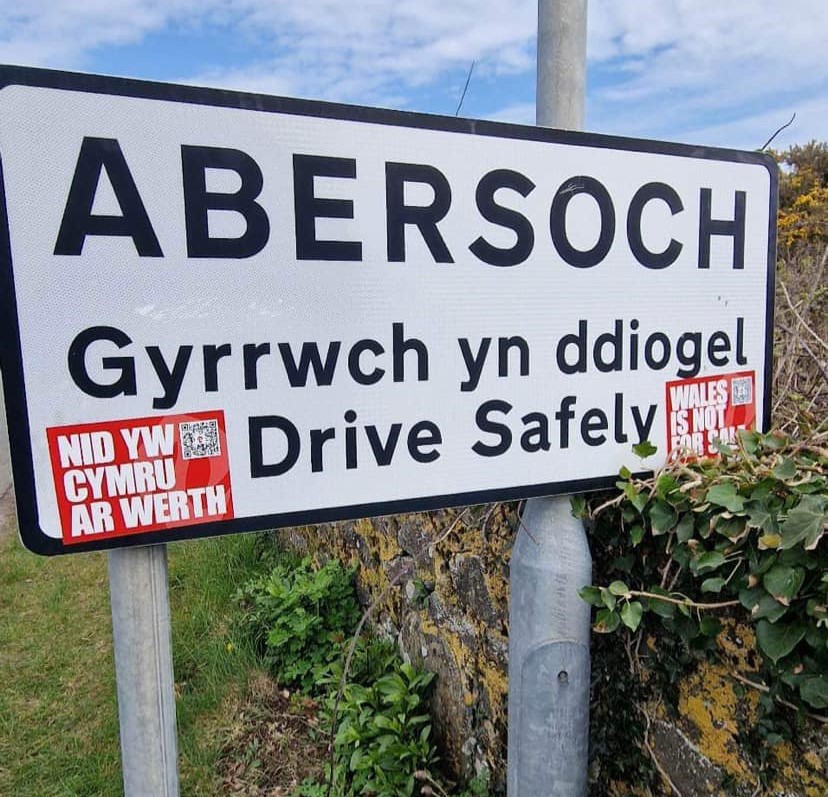 ABERSOCH
Gyrrwch yn ddiogel
Drive Safely
NID YW
CYMRU
AR WERTH
WALES
IS NOT
FOR